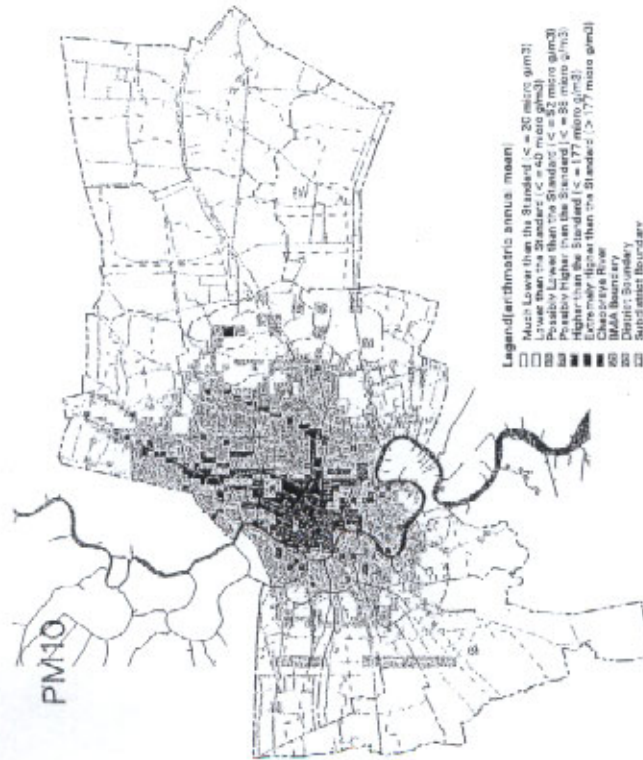 PM10
Legend(arithmetric annual mean)
Much Lower than the Standard (< = 20 micro g/m3)
Lower than the Standard (< = 40 micro g/m3)
Possibly Lower than the Standard (< = 52 micro g/m3)
Possibly Higher than the Standard (< = 88 micro g/m3)
Higher than the Standard (< = 177 micro g/m3)
Extremely Higher than the Standard (> 177 micro g/m3)
Chaopraya River
BMA Boundary
District Boundary
Subdistrict Boundary